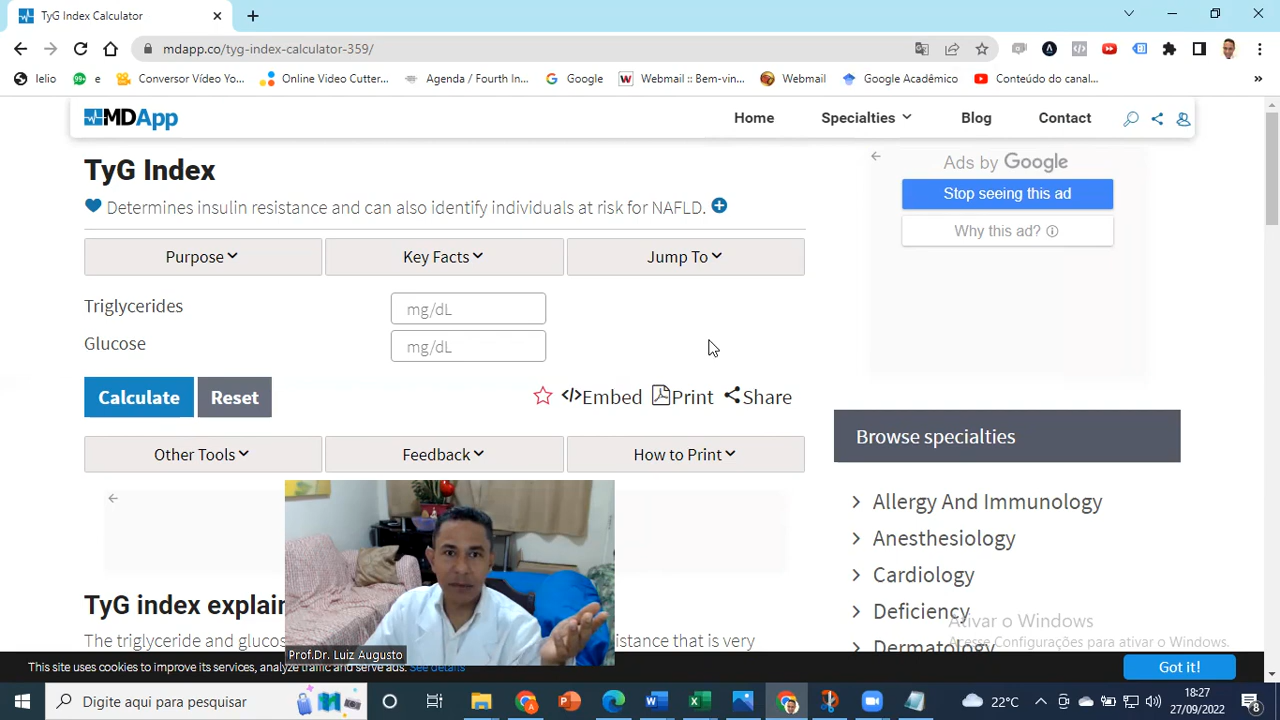 TyG Index Calculator
mdapp.co/tyg-index-calculator-359/
lelio
99+ e
Conversor Vídeo Yo...
Online Video Cutter...
Agenda / Fourth In...
Google
Webmail :: Bem-vin...
Webmail
Google Acadêmico
Conteúdo do canal...
»
MDApp
Home
Specialties
Blog
Contact
TyG Index
Determines insulin resistance and can also identify individuals at risk for NAFLD.
Purpose
Key Facts
Jump To
Triglycerides
mg/dL
Glucose
mg/dL
Calculate
Reset
</>Embed
Print
Share
Other Tools
Feedback
How to Print
Ads by Google
Stop seeing this ad
Why this ad?
Browse specialties
Allergy And Immunology
Anesthesiology
Cardiology
Deficiency
Dermatology
TyG index explai
The triglyceride and gluco
istance that is very
Prof.Dr. Luiz Augusto
Ativar o Windows
Acesse Configurações para ativar o Windows.
This site uses cookies to improve its services, analyze traffic and serve ads. See details
Got it!
Digite aqui para pesquisar
22°C
18:27
27/09/2022
8